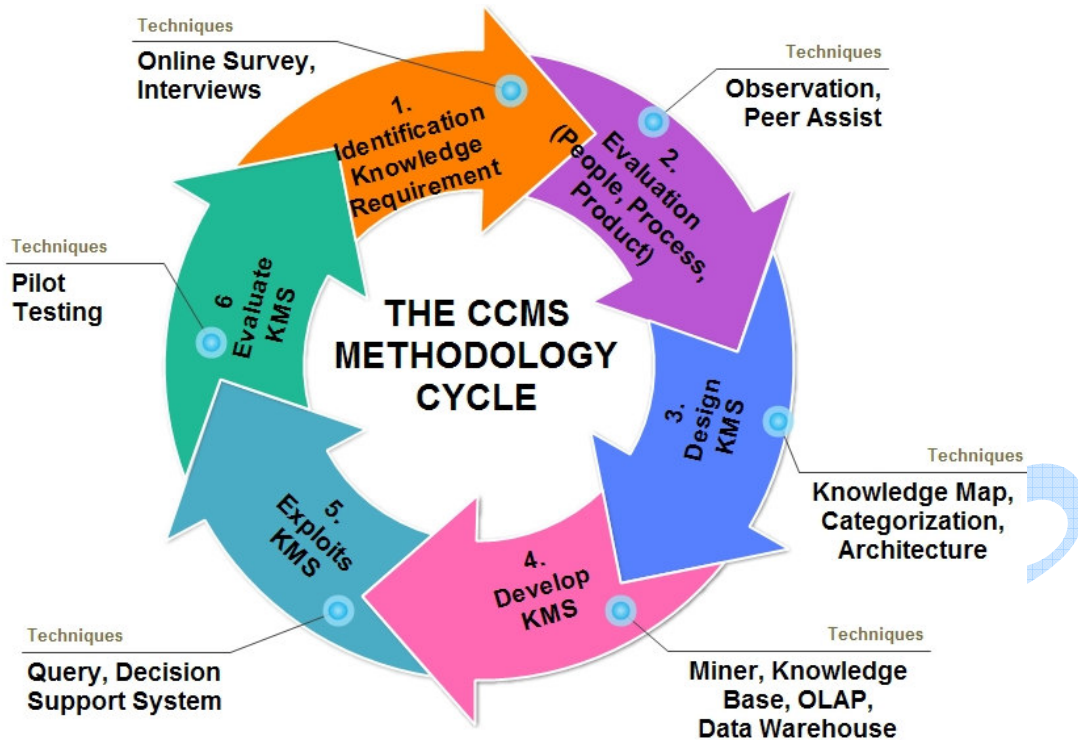 Techniques
Online Survey,
Interviews
Techniques
Observation,
Peer Assist
1.
Identification
Knowledge
Requirement
2.
Evaluation
(People, Process,
Product)
Techniques
Pilot
Testing
6
Evaluate
KMS
THE CCMS
METHODOLOGY
CYCLE
3.
Design
KMS
Techniques
Knowledge Map,
Categorization,
Architecture
5.
Exploits
KMS
4.
Develop
KMS
Techniques
Query, Decision
Support System
Techniques
Miner, Knowledge
Base, OLAP,
Data Warehouse